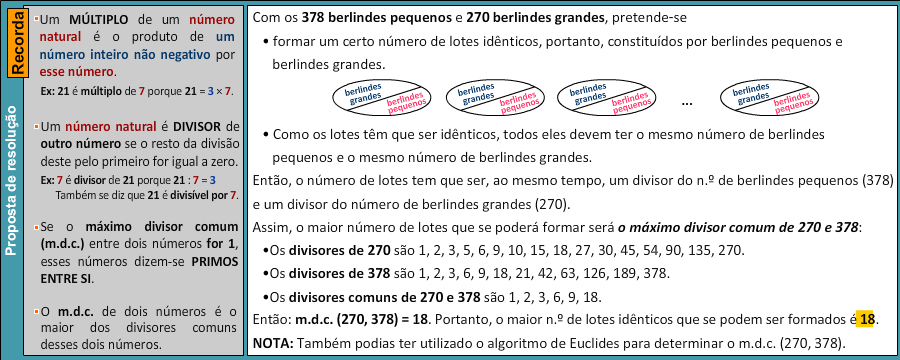 Recorda
Proposta de resolução
Um MÚLTIPLO de um número
natural é o produto de um
número inteiro não negativo por
esse número.
Ex: 21 é múltiplo de 7 porque 21 = 3 × 7.
Um número natural é DIVISOR de
outro número se o resto da divisão
deste pelo primeiro for igual a zero.
Ex: 7 é divisor de 21 porque 21 : 7 = 3
Também se diz que 21 é divisível por 7.
Se o máximo divisor comum
(m.d.c.) entre dois números for 1,
esses números dizem-se PRIMOS
ENTRE SI.
O m.d.c. de dois números é o
maior dos divisores comuns
desses dois números.
Com os 378 berlindes pequenos e 270 berlindes grandes, pretende-se
• formar um certo número de lotes idênticos, portanto, constituídos por berlindes pequenos e
berlindes grandes.
berlindes grandes berlindes pequenos
berlindes grandes berlindes pequenos
berlindes grandes berlindes pequenos
...
berlindes grandes berlindes pequenos
• Como os lotes têm que ser idênticos, todos eles devem ter o mesmo número de berlindes
pequenos e o mesmo número de berlindes grandes.
Então, o número de lotes tem que ser, ao mesmo tempo, um divisor do n.º de berlindes pequenos (378)
e um divisor do número de berlindes grandes (270).
Assim, o maior número de lotes que se poderá formar será o máximo divisor comum de 270 e 378:
•Os divisores de 270 são 1, 2, 3, 5, 6, 9, 10, 15, 18, 27, 30, 45, 54, 90, 135, 270.
•Os divisores de 378 são 1, 2, 3, 6, 9, 18, 21, 42, 63, 126, 189, 378.
•Os divisores comuns de 270 e 378 são 1, 2, 3, 6, 9, 18.
Então: m.d.c. (270, 378) = 18. Portanto, o maior n.º de lotes idênticos que se podem ser formados é 18.
NOTA: Também podias ter utilizado o algoritmo de Euclides para determinar o m.d.c. (270, 378).